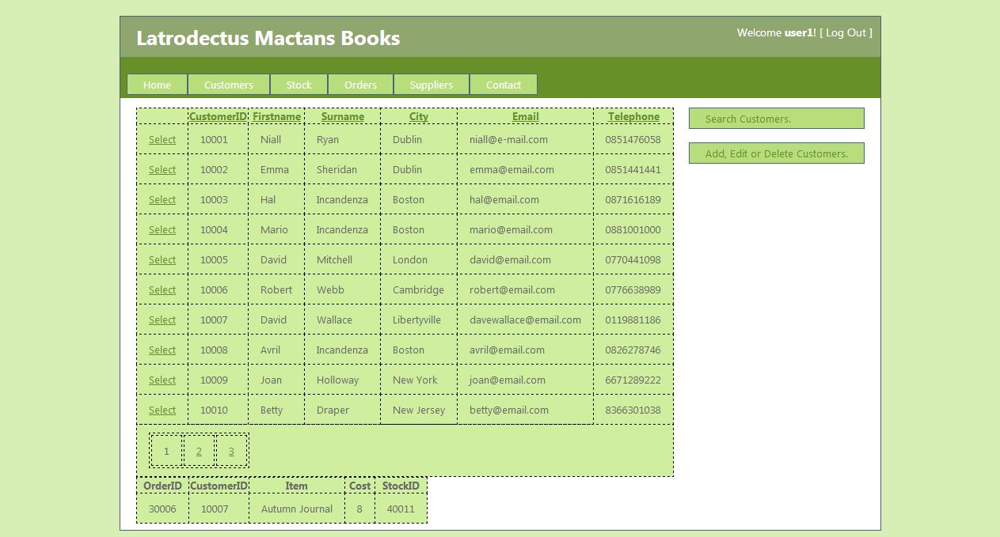 Latrodectus Mactans Books
Welcome user1! [ Log Out ]
Home Customers Stock Orders Suppliers Contact
CustomerID Firstname Surname City Email Telephone
Select 10001 Niall Ryan Dublin niall@e-mail.com 0851476058
Select 10002 Emma Sheridan Dublin emma@email.com 0851441441
Select 10003 Hal Incandenza Boston hal@email.com 0871616189
Select 10004 Mario Incandenza Boston mario@email.com 0881001000
Select 10005 David Mitchell London david@email.com 0770441098
Select 10006 Robert Webb Cambridge robert@email.com 0776638989
Select 10007 David Wallace Libertyville davewallace@email.com 0119881186
Select 10008 Avril Incandenza Boston avril@email.com 0826278746
Select 10009 Joan Holloway New York joan@email.com 6671289222
Select 10010 Betty Draper New Jersey betty@email.com 8366301038
1 2 3
OrderID CustomerID Item Cost StockID
30006 10007 Autumn Journal 8 40011
Search Customers.
Add, Edit or Delete Customers.